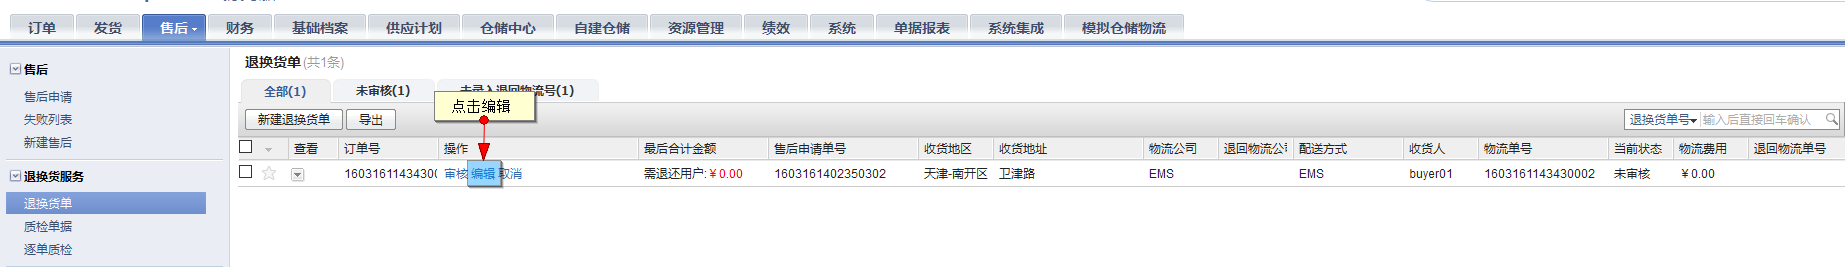 订单 发货 售后 财务 基础档案 供应计划 仓储中心 自建仓储 资源管理 绩效 系统 单据报表 系统集成 模拟仓储物流
售后
售后申请
失败列表
新建售后
退换货服务
退换货单
质检单据
逐单质检
退换货单(共1条)
全部(1) 未审核(1) 未录入退回物流号(1)
点击编辑
新建退换货单 导出 退换货单号 输入后直接回车确认
查看 订单号 操作 最后合计金额 售后申请单号 收货地区 收货地址 物流公司 退回物流公司 配送方式 收货人 物流单号 当前状态 物流费用 退回物流单号
16031611434300 审核 编辑 取消 需退还用户:￥0.00 1603161402350302 天津-南开区 卫津路 EMS EMS buyer01 1603161143430002 未审核 ￥0.00